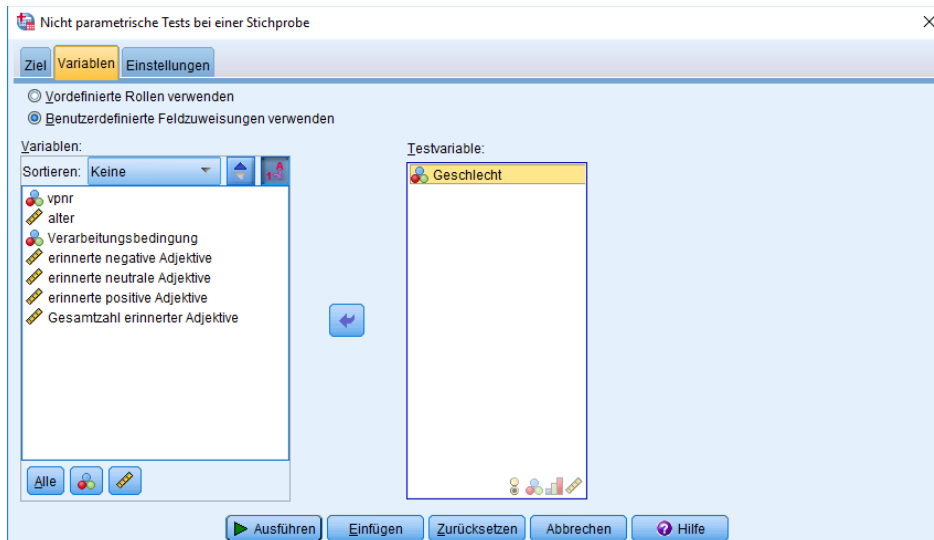 Nicht parametrische Tests bei einer Stichprobe
Ziel Variablen Einstellungen
Vordefinierte Rollen verwenden
Benutzerdefinierte Feldzuweisungen verwenden
Variablen:
Sortieren: Keine
vpnr
alter
Verarbeitungsbedingung
erinnerte negative Adjektive
erinnerte neutrale Adjektive
erinnerte positive Adjektive
Gesamtzahl erinnerter Adjektive
Alle
Testvariable:
Geschlecht
Ausführen Einfügen Zurücksetzen Abbrechen Hilfe